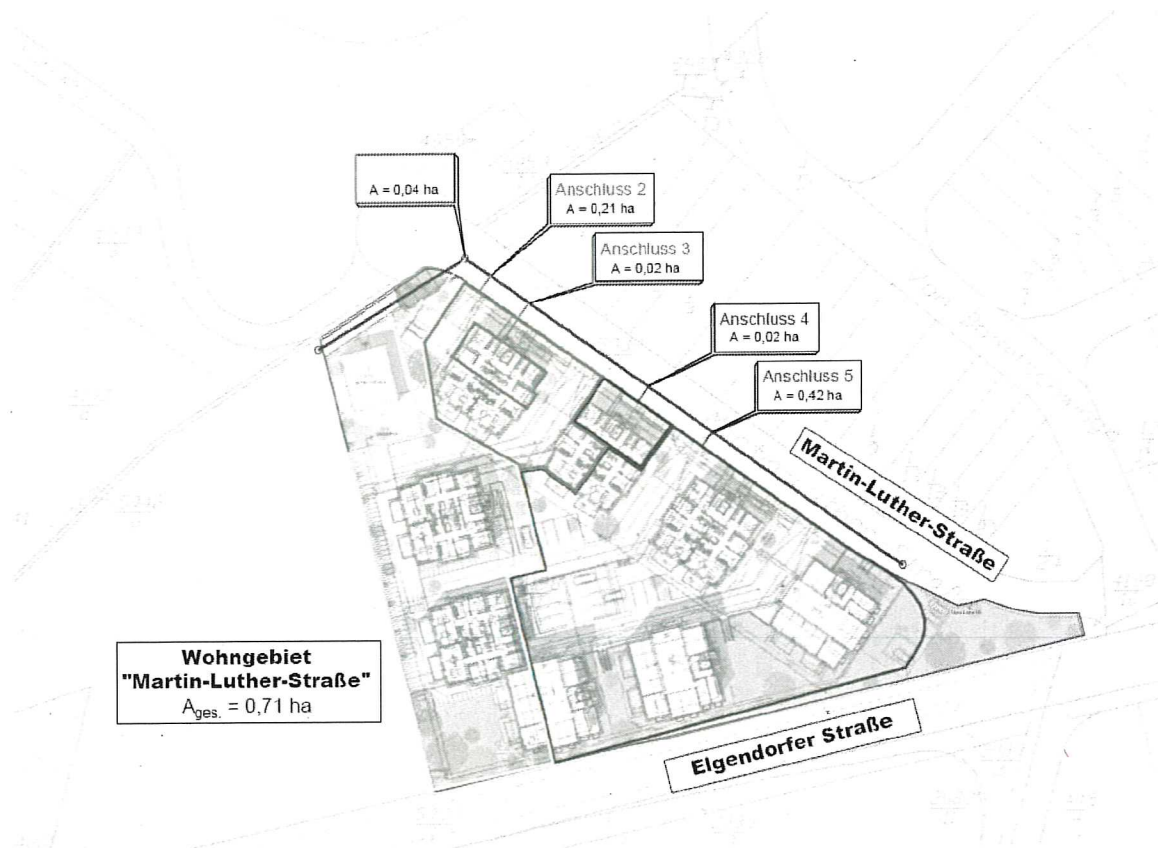 A = 0,04 ha
Anschluss 2
A = 0,21 ha
Anschluss 3
A = 0,02 ha
Anschluss 4
A = 0,02 ha
Anschluss 5
A = 0,42 ha
Martin-Luther-Straße
Wohngebiet
"Martin-Luther-Straße"
Ages. = 0,71 ha
Elgendorfer Straße